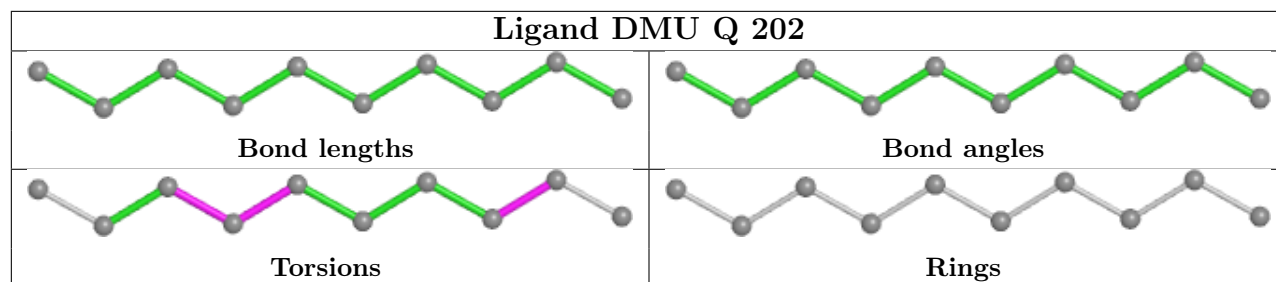 Ligand DMU Q 202
Bond lengths
Bond angles
Torsions
Rings